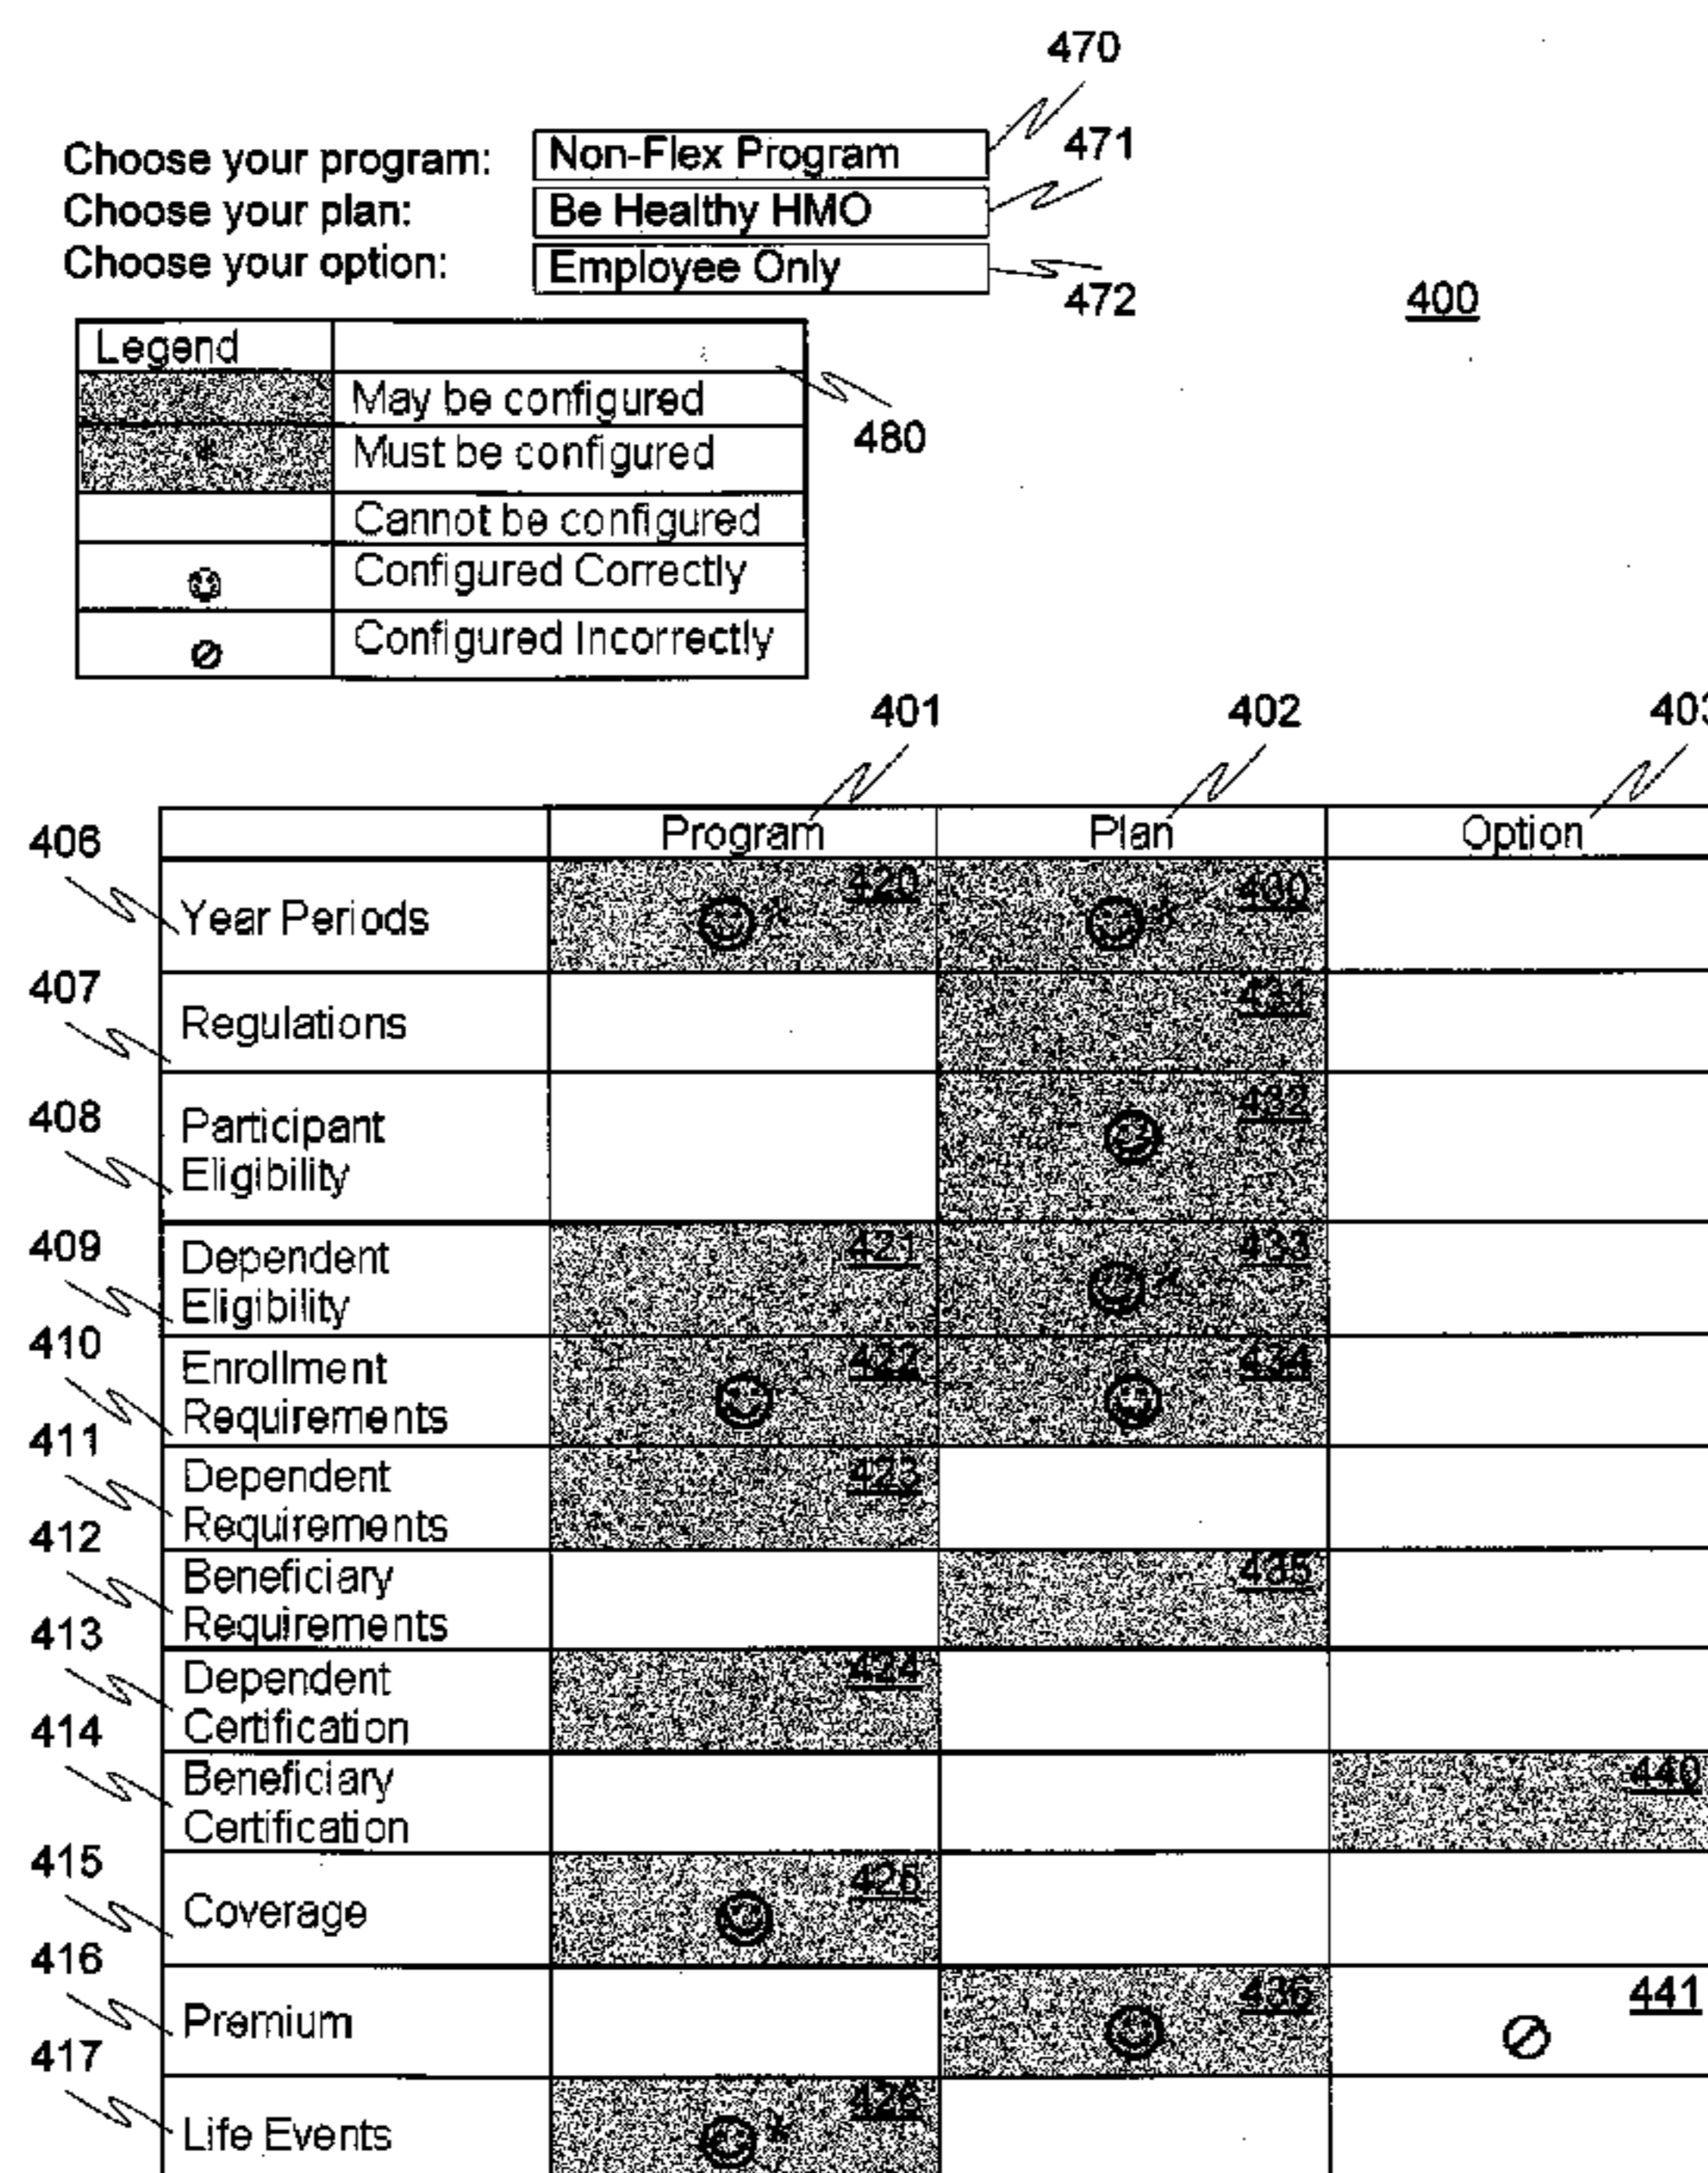 470
Choose your program: Non-Flex Program 471
Choose your plan: Be Healthy HMO
Choose your option: Employee Only
472 400
Legend
May be configured
480
* Must be configured
Cannot be configured
Configured Correctly
Configured Incorrectly
401 402
406 Program Plan Option
Year Periods 420 * *
407 Regulations 431
408 Participant 432
Eligibility
409 Dependent 421 433
Eligibility *
410 Enrollment 422 434
Requirements
411 Dependent 423
Requirements
412 Beneficiary 435
Requirements
413 Dependent 424
Certification
414 Beneficiary 440
Certification
415 Coverage 425
416 Premium 436 441
417 Life Events 426 *